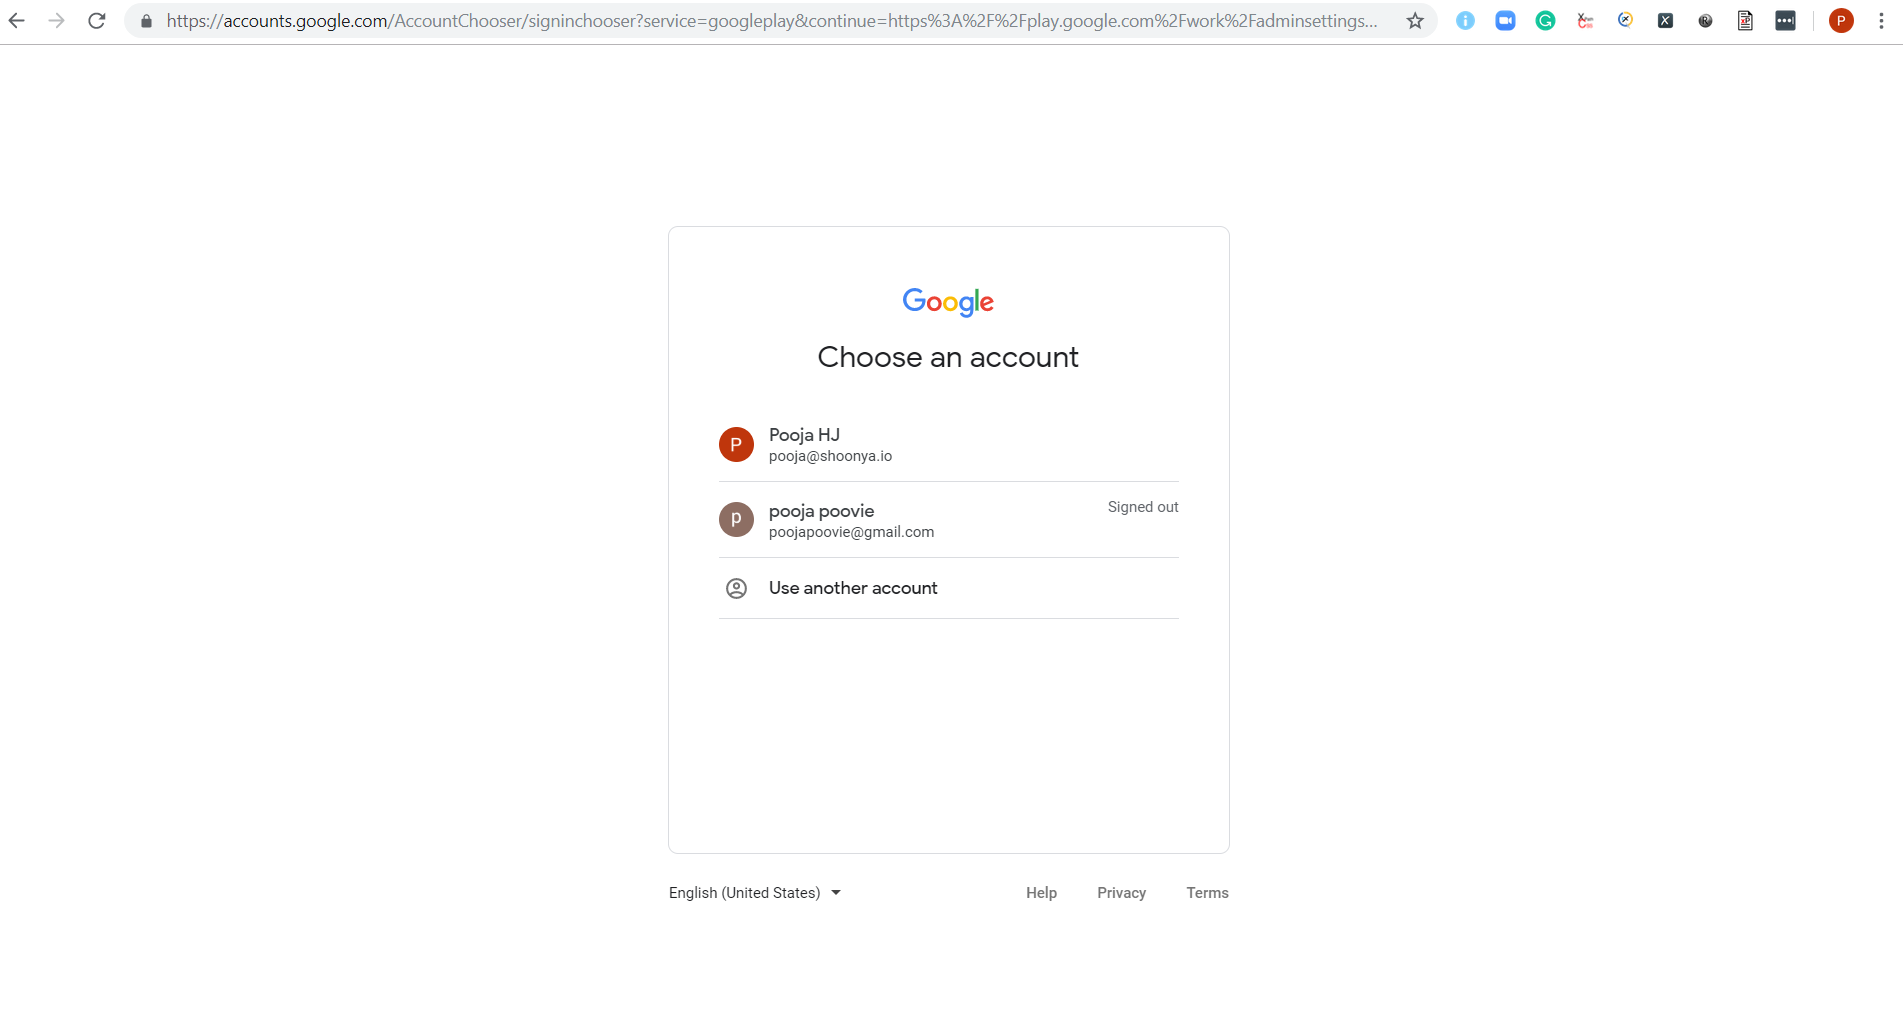 https://accounts.google.com/AccountChooser/signinchooser?service=googleplay&continue=https%3A%2F%2Fplay.google.com%2Fwork%2Fadminsettings...
P
Google
Choose an account
P
Pooja HJ
pooja@shoonya.io
p
pooja poovie
Signed out
poojapoovie@gmail.com
Use another account
English (United States)
Help
Privacy
Terms